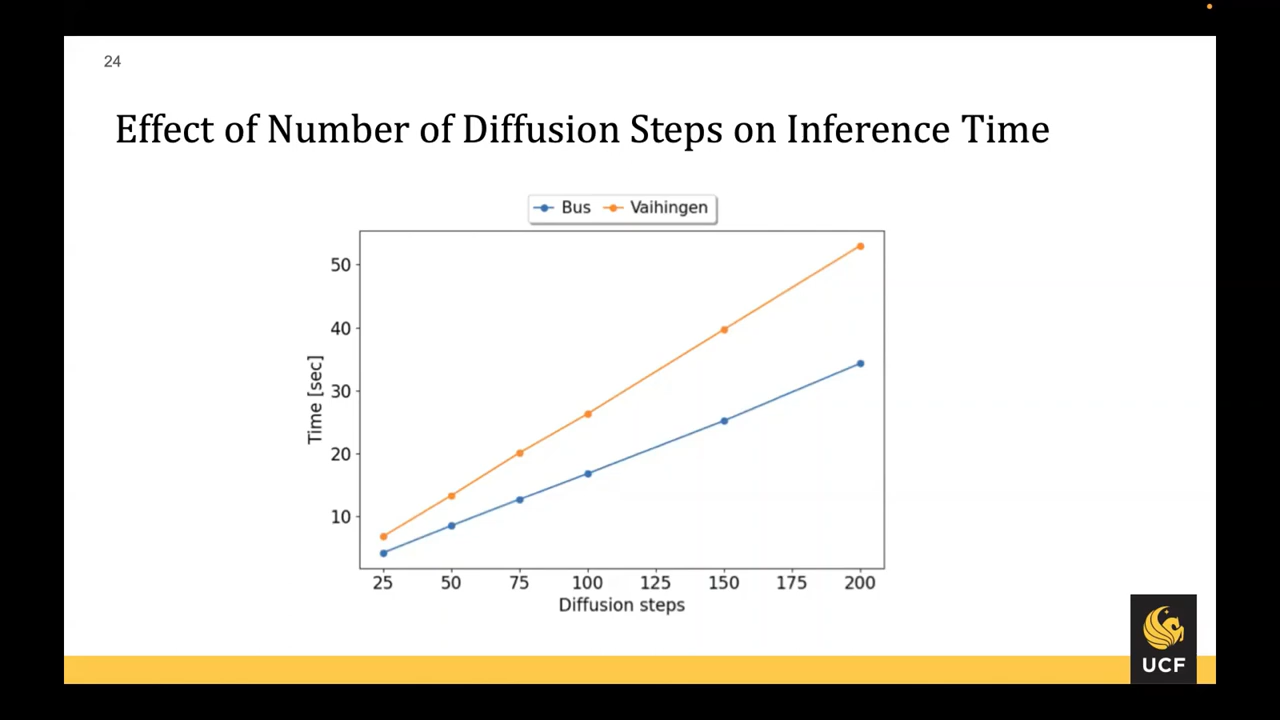 24
Effect of Number of Diffusion Steps on Inference Time
Bus Vaihingen
50
40
30
20
10
Time [sec]
25 50 75 100 125 150 175 200
Diffusion steps
UCF